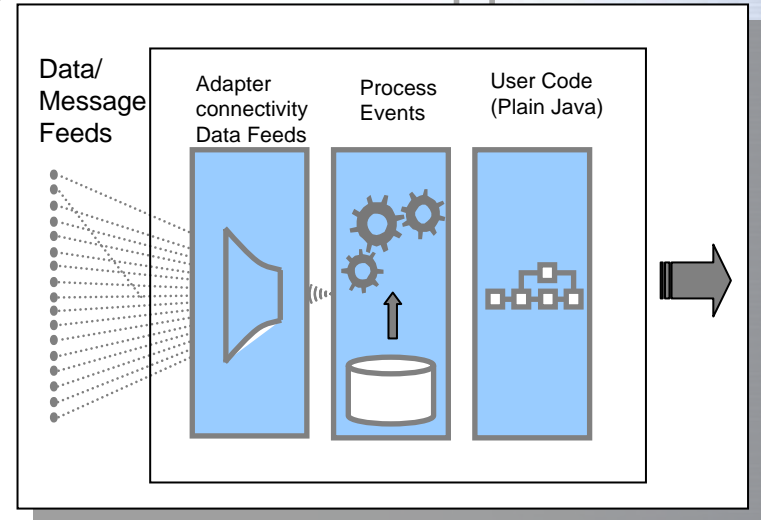 Data/
Message
Feeds
Adapter
connectivity
Data Feeds
Process
Events
User Code
(Plain Java)